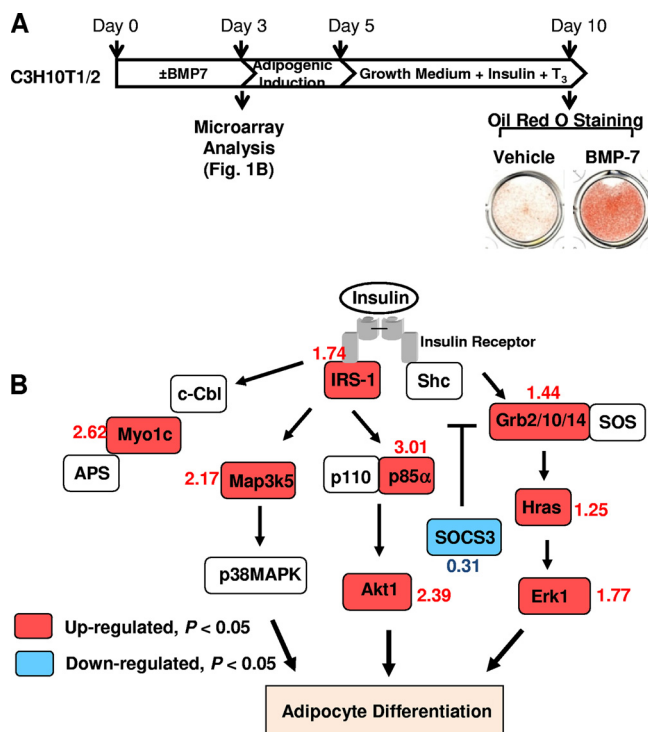 A
Day 0 Day 3 Day 5 Day 10
C3H10T1/2
±BMP7
Adipogenic
Induction
Growth Medium + Insulin + T3
Microarray
Analysis
(Fig. 1B)
Oil Red O Staining
Vehicle BMP-7
B
Insulin
Insulin Receptor
1.74
IRS-1
Shc
c-Cbl
2.62 Myo1c
APS
1.44
Grb2/10/14 SOS
2.17 Map3k5
3.01
p110 p85α
Hras 1.25
SOCS3
0.31
p38MAPK
Akt1 2.39
Erk1 1.77
Up-regulated, P < 0.05
Down-regulated, P < 0.05
Adipocyte Differentiation